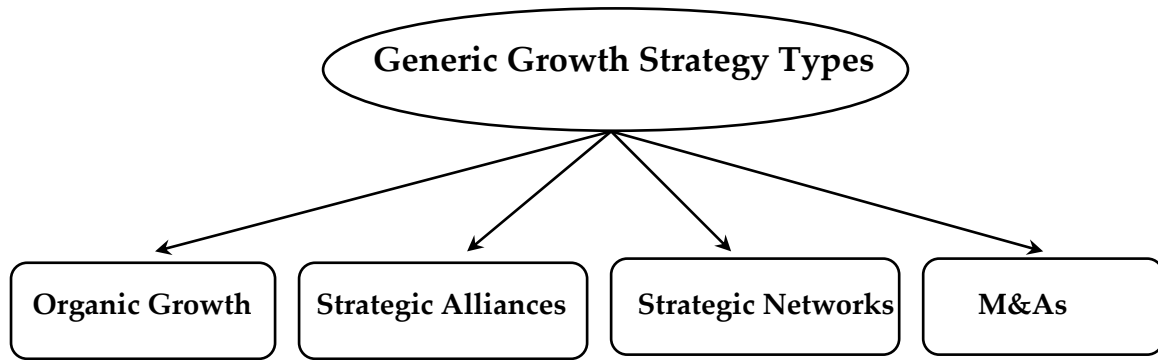 Generic Growth Strategy Types
Organic Growth
Strategic Alliances
Strategic Networks
M&As